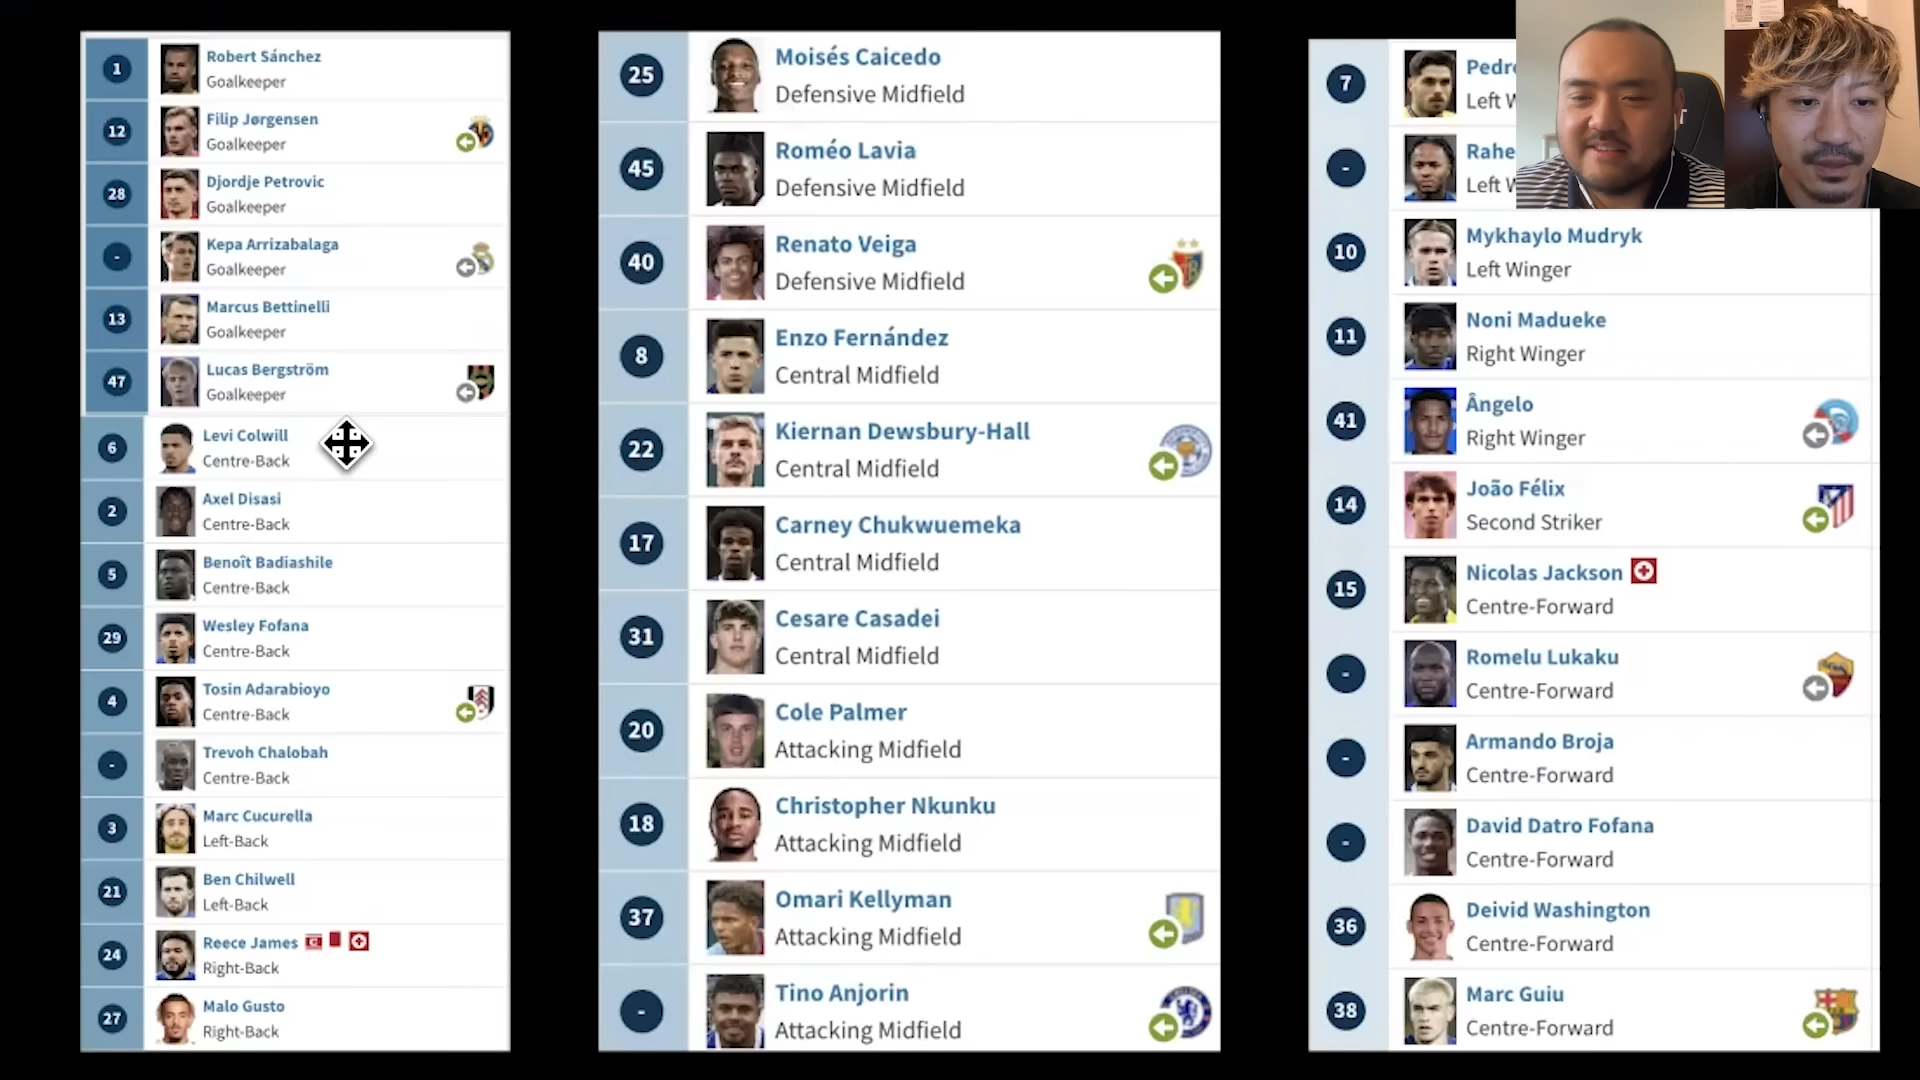 1
Robert Sánchez
Goalkeeper
12
Filip Jørgensen
Goalkeeper
28
Djordje Petrovic
Goalkeeper
-
Kepa Arrizabalaga
Goalkeeper
13
Marcus Bettinelli
Goalkeeper
47
Lucas Bergström
Goalkeeper
6
Levi Colwill
Centre-Back
2
Axel Disasi
Centre-Back
5
Benoît Badiashile
Centre-Back
29
Wesley Fofana
Centre-Back
4
Tosin Adarabioyo
Centre-Back
-
Trevoh Chalobah
Centre-Back
3
Marc Cucurella
Left-Back
21
Ben Chilwell
Left-Back
24
Reece James
Right-Back
27
Malo Gusto
Right-Back
25
Moisés Caicedo
Defensive Midfield
45
Roméo Lavia
Defensive Midfield
40
Renato Veiga
Defensive Midfield
8
Enzo Fernández
Central Midfield
22
Kiernan Dewsbury-Hall
Central Midfield
17
Carney Chukwuemeka
Central Midfield
31
Cesare Casadei
Central Midfield
20
Cole Palmer
Attacking Midfield
18
Christopher Nkunku
Attacking Midfield
37
Omari Kellyman
Attacking Midfield
-
Tino Anjorin
Attacking Midfield
7
Pedr
Left W
-
Rahe
Left W
10
Mykhaylo Mudryk
Left Winger
11
Noni Madueke
Right Winger
41
Ângelo
Right Winger
14
João Félix
Second Striker
15
Nicolas Jackson
Centre-Forward
-
Romelu Lukaku
Centre-Forward
-
Armando Broja
Centre-Forward
-
David Datro Fofana
Centre-Forward
36
Deivid Washington
Centre-Forward
38
Marc Guiu
Centre-Forward